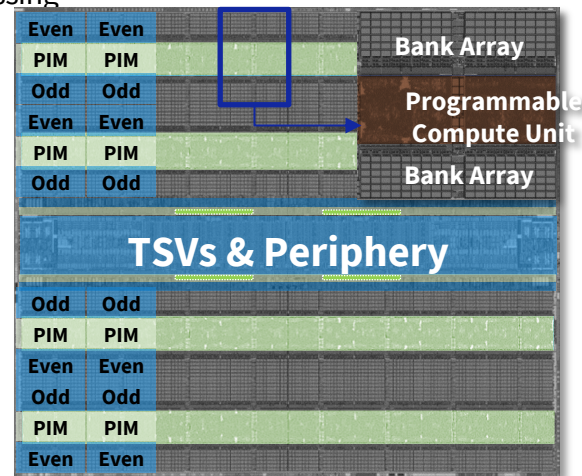 Even Even
PIM PIM
Odd Odd
Even Even
PIM PIM
Odd Odd
Bank Array
Programmable
Compute Unit
Bank Array
TSVs & Periphery
Odd Odd
PIM PIM
Even Even
Odd Odd
PIM PIM
Even Even